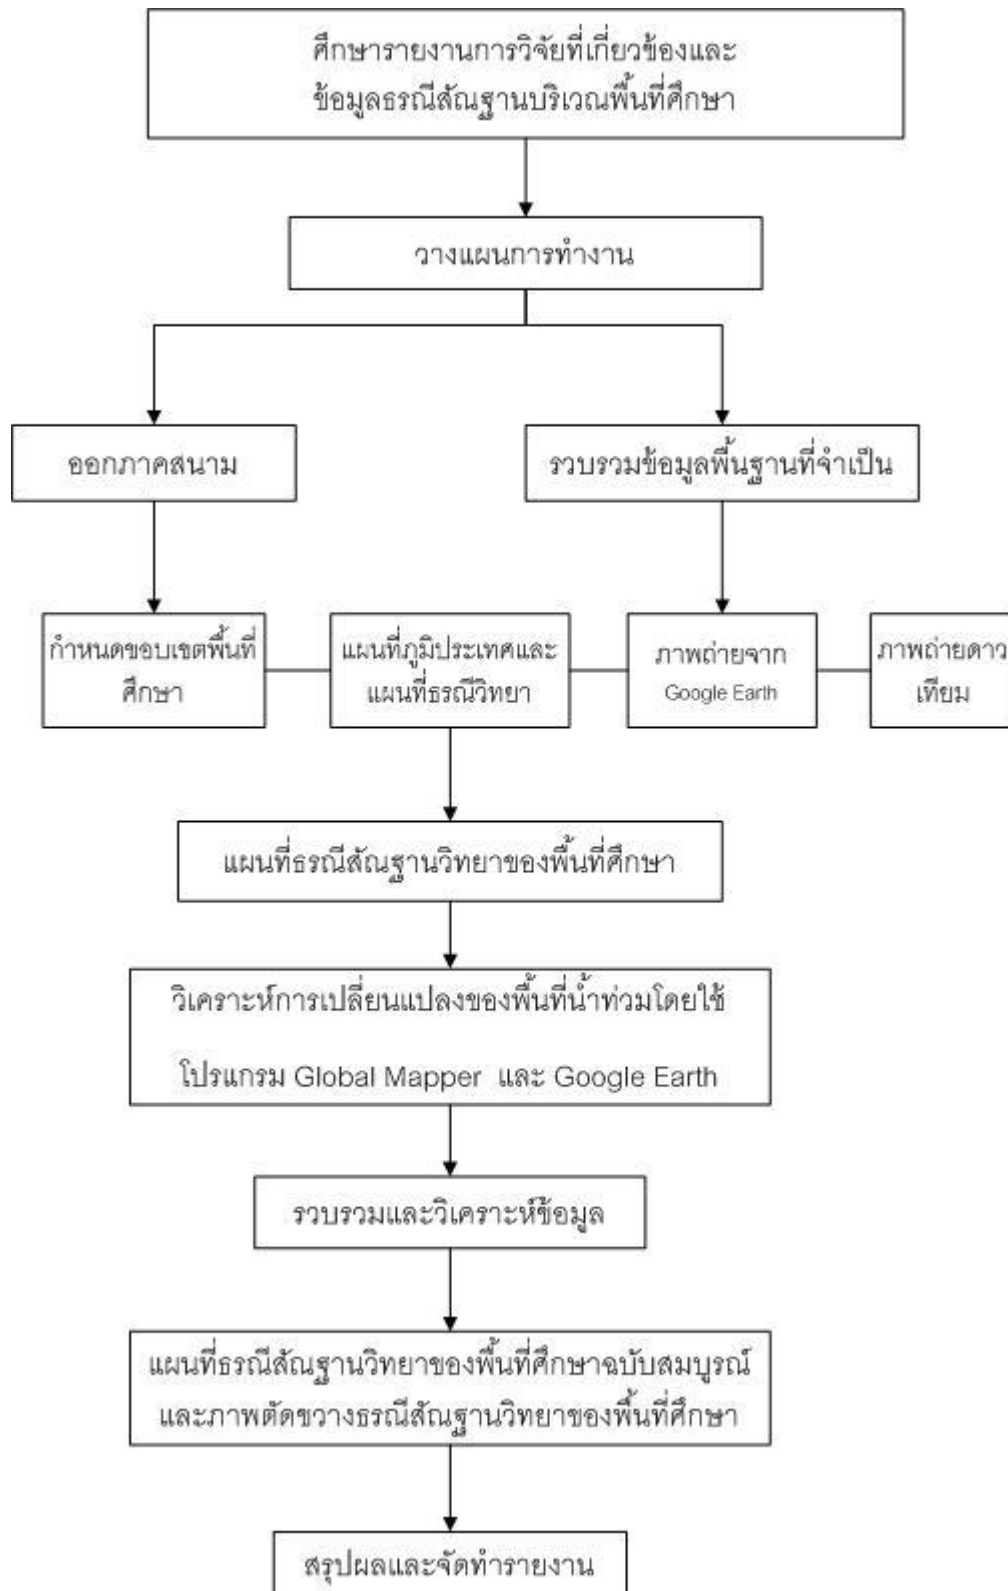 ศึกษารายงานการวิจัยที่เกี่ยวข้องและ
ข้อมูลธรณีสัณฐานบริเวณพื้นที่ศึกษา
วางแผนการทำงาน
ออกภาคสนาม
รวบรวมข้อมูลพื้นฐานที่จำเป็น
กำหนดขอบเขตพื้นที่
ศึกษา
แผนที่ภูมิประเทศและ
แผนที่ธรณีวิทยา
ภาพถ่ายจาก
Google Earth
ภาพถ่ายดาว
เทียม
แผนที่ธรณีสัณฐานวิทยาของพื้นที่ศึกษา
วิเคราะห์การเปลี่ยนแปลงของพื้นที่น้ำท่วมโดยใช้
โปรแกรม Global Mapper และ Google Earth
รวบรวมและวิเคราะห์ข้อมูล
แผนที่ธรณีสัณฐานวิทยาของพื้นที่ศึกษาฉบับสมบูรณ์
และภาพตัดขวางธรณีสัณฐานวิทยาของพื้นที่ศึกษา
สรุปผลและจัดทำรายงาน